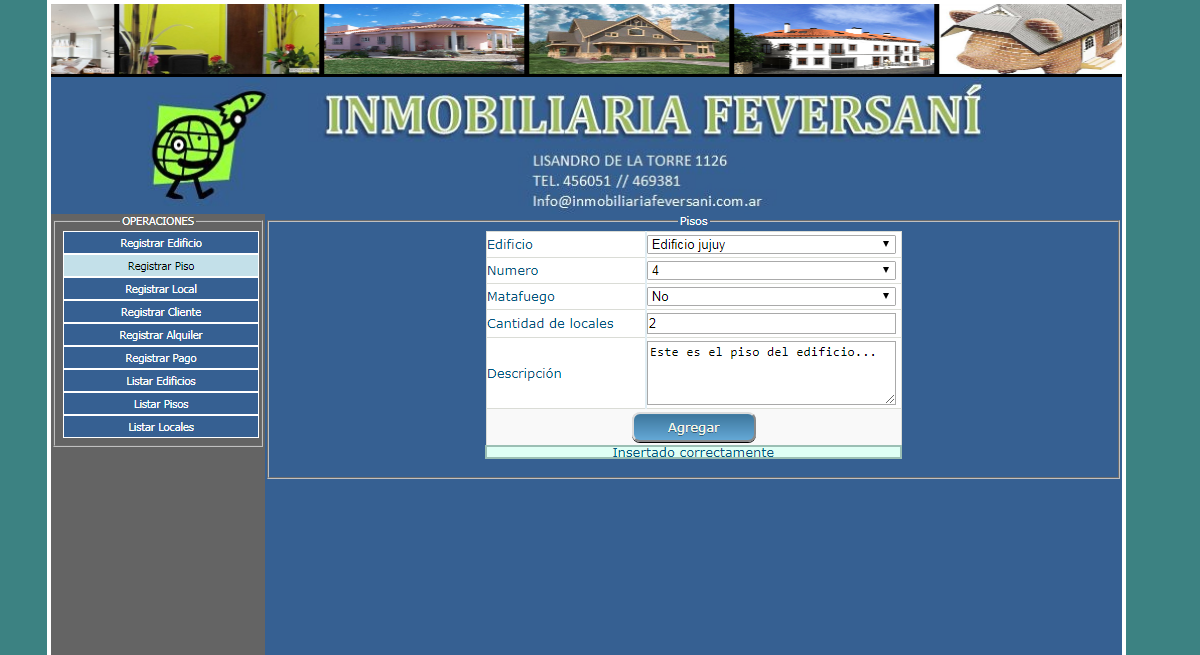 INMOBILIARIA FEVERSANÍ
LISANDRO DE LA TORRE 1126
TEL. 456051 // 469381
Info@inmobiliariafeversani.com.ar
OPERACIONES
Registrar Edificio
Registrar Piso
Registrar Local
Registrar Cliente
Registrar Alquiler
Registrar Pago
Listar Edificios
Listar Pisos
Listar Locales
Pisos
Edificio Edificio jujuy
Numero 4
Matafuego No
Cantidad de locales 2
Descripción Este es el piso del edificio...
Agregar
Insertado correctamente